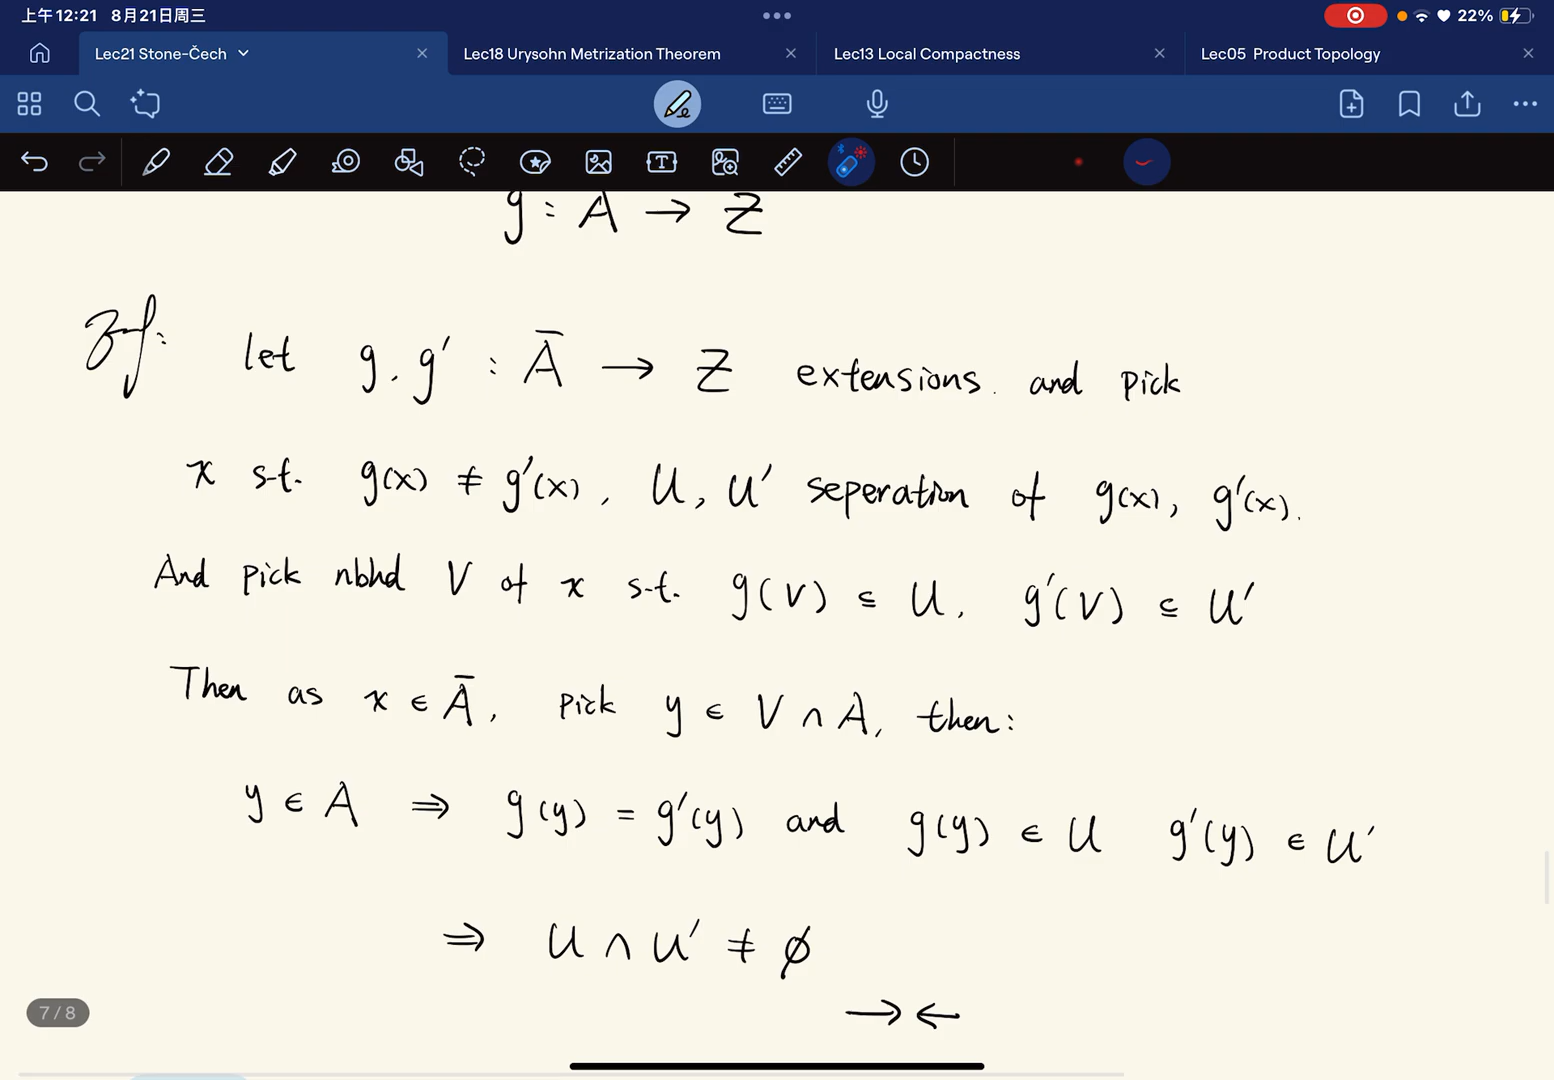 上午12:21 8月21日周三
22%
Lec21 Stone-Čech
Lec18 Urysohn Metrization Theorem
Lec13 Local Compactness
Lec05 Product Topology
g : A → Z
let g, g' : Ā → Z extensions. and pick
x s.t. g(x) ≠ g'(x), U, U' seperation of g(x), g'(x).
And pick nbhd V of x s.t. g(V) ⊆ U, g'(V) ⊆ U'
Then as x ∈ Ā, pick y ∈ V ∩ A, then:
y ∈ A ⇒ g(y) = g'(y) and g(y) ∈ U g'(y) ∈ U'
⇒ U ∩ U' ≠ ∅
→←
7 / 8